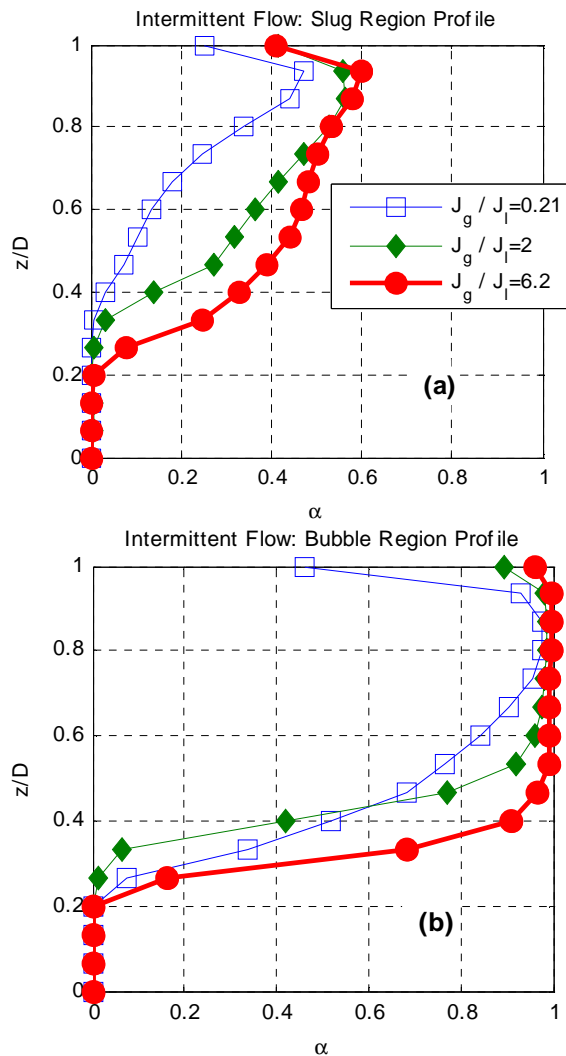 Intermittent Flow: Slug Region Profile
1
0.8
0.6
0.4
0.2
0
z/D
J_g / J_l=0.21
J_g / J_l=2
J_g / J_l=6.2
(a)
0 0.2 0.4 0.6 0.8 1
α
Intermittent Flow: Bubble Region Profile
1
0.8
0.6
0.4
0.2
0
z/D
(b)
0 0.2 0.4 0.6 0.8 1
α